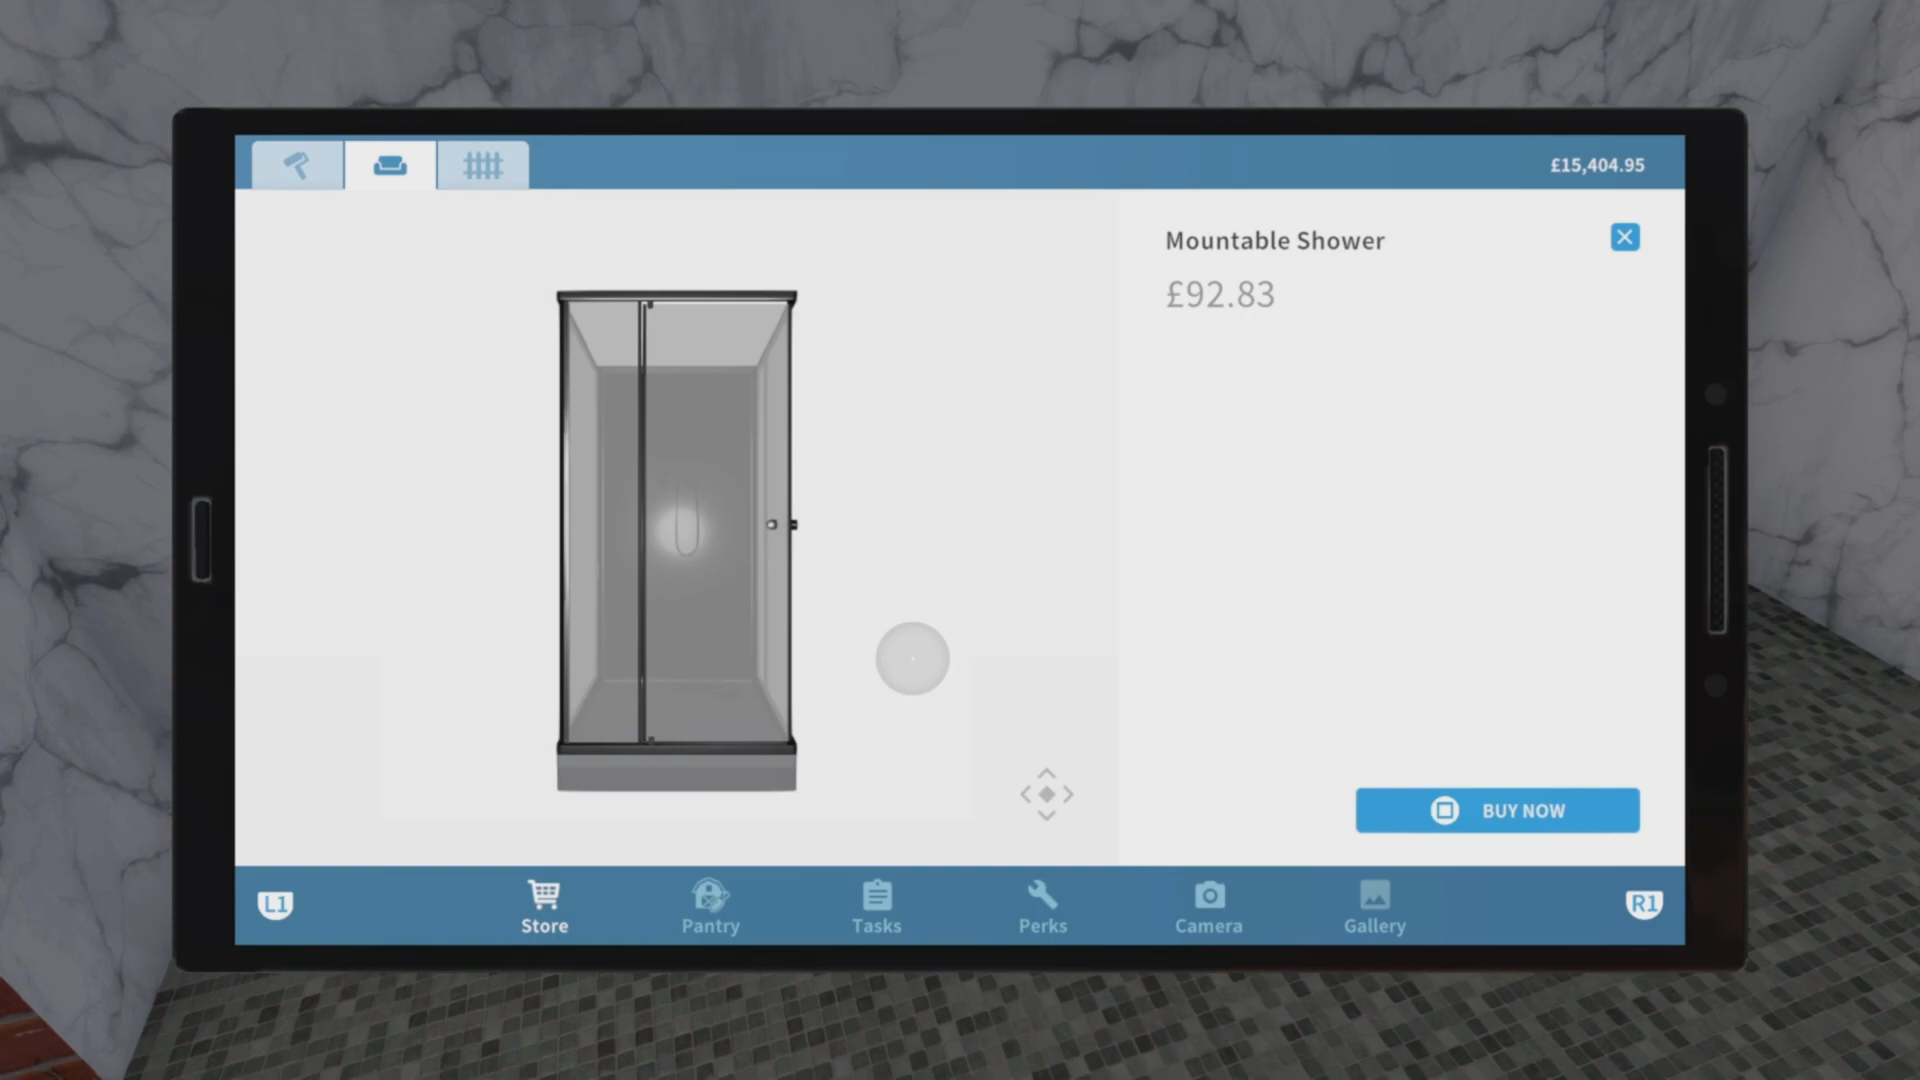 £15,404.95
Mountable Shower
£92.83
BUY NOW
L1
Store
Pantry
Tasks
Perks
Camera
Gallery
R1